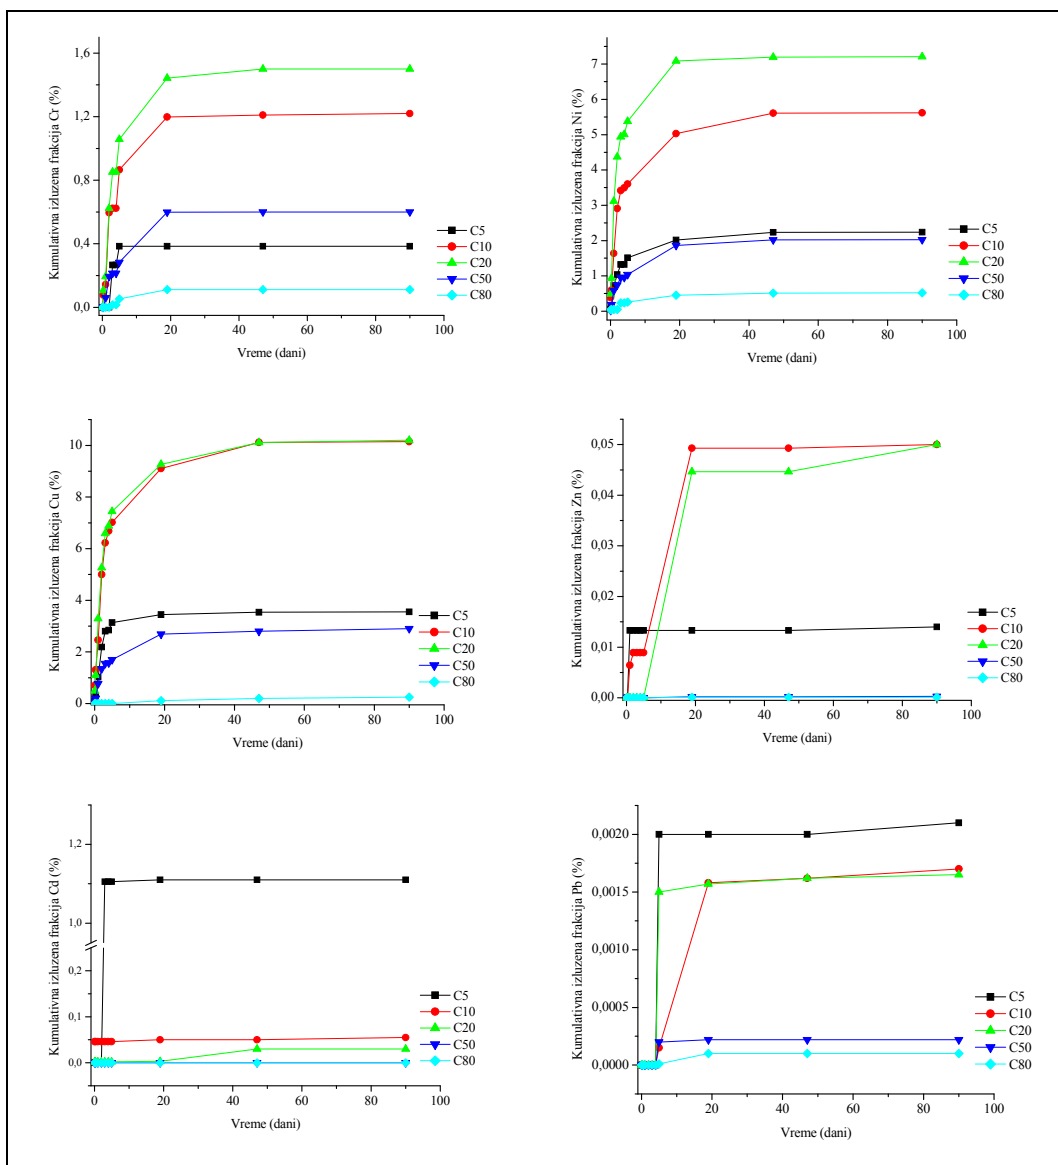 Kumulativna izluzena frakcija Cr (%)
1,6
1,2
0,8
0,4
0,0
0 20 40 60 80 100
Vreme (dani)
C5
C10
C20
C50
C80
Kumulativna izluzena frakcija Ni (%)
7
6
5
4
3
2
1
0
0 20 40 60 80 100
Vreme (dani)
C5
C10
C20
C50
C80
Kumulativna izluzena frakcija Cu (%)
10
8
6
4
2
0
0 20 40 60 80 100
Vreme (dani)
C5
C10
C20
C50
C80
Kumulativna izluzena frakcija Zn (%)
0,05
0,04
0,03
0,02
0,01
0,00
0 20 40 60 80 100
Vreme (dani)
C5
C10
C20
C50
C80
Kumulativna izluzena frakcija Cd (%)
1,2
1,0
0,2
0,1
0,0
0 20 40 60 80 100
Vreme (dani)
C5
C10
C20
C50
C80
Kumulativna izluzena frakcija Pb (%)
0,0020
0,0015
0,0010
0,0005
0,0000
0 20 40 60 80 100
Vreme (dani)
C5
C10
C20
C50
C80